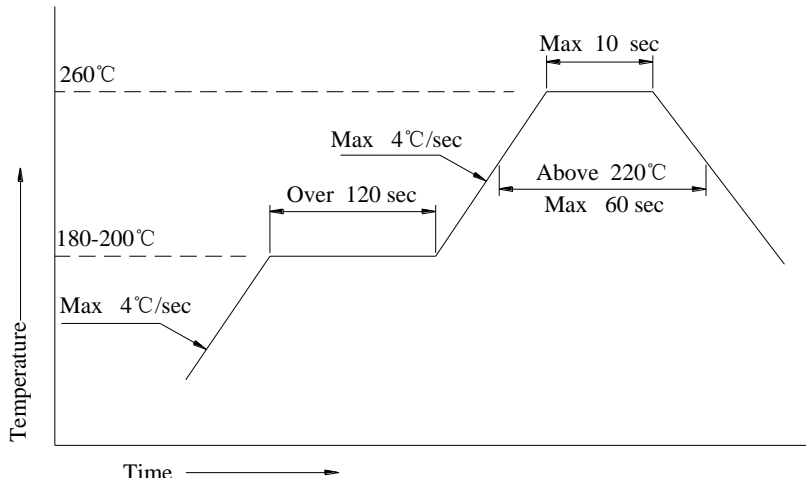 Max 10 sec
260℃
Max 4℃/sec
Above 220℃
Over 120 sec
Max 60 sec
180-200℃
Max 4℃/sec
Temperature
Time